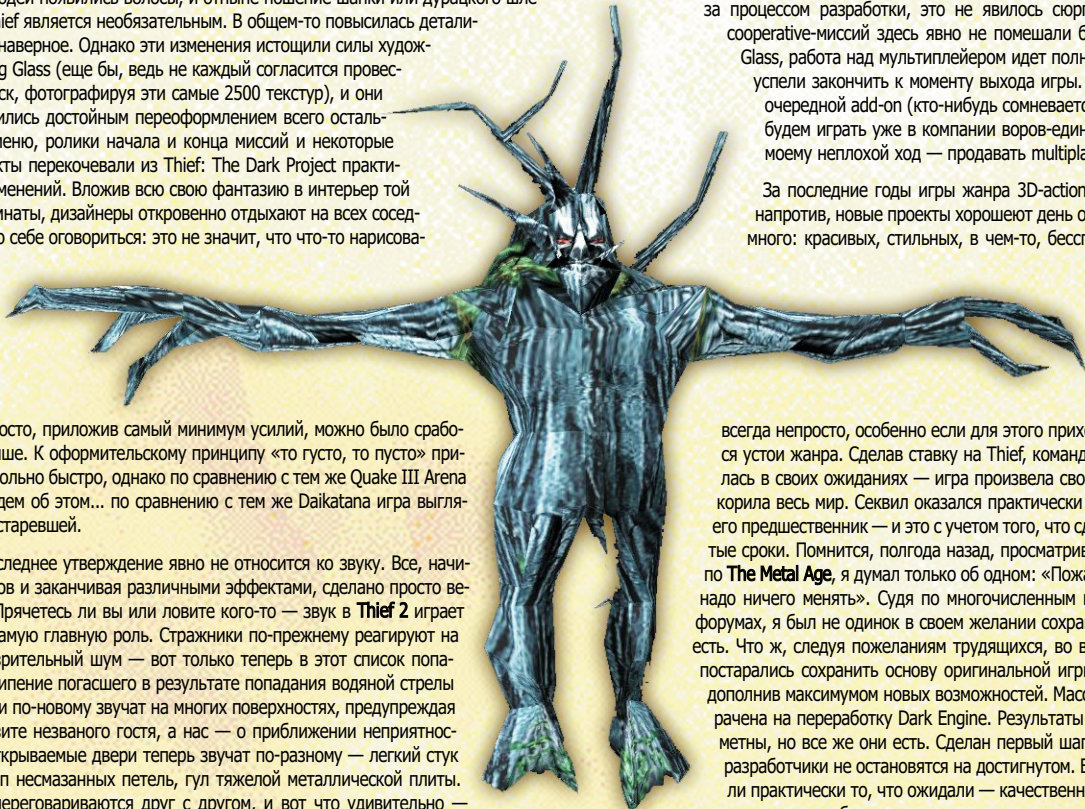 hief является необязательным. В общем-то повысилась детали-
наверное. Однако эти изменения истощили силы худож-
g Glass (еще бы, ведь не каждый согласится провес-
ск, фотографируя эти самые 2500 текстур), и они
ились достойным переоформлением всего осталь-
меню, ролики начала и конца миссий и некоторые
кты перекочевали из Thief: The Dark Project практи-
менений. Вложив всю свою фантазию в интерьер той
инаты, дизайнеры откровенно отдыхают на всех сосед-
о себе оговориться: это не значит, что что-то нарисова-
осто, приложив самый минимум усилий, можно было срабо-
ше. К оформительскому принципу «то густо, то пусто» при-
ольно быстро, однако по сравнению с тем же Quake III Arena
дем об этом... по сравнению с тем же Daikatana игра выгля-
старевшей.
следнее утверждение явно не относится ко звуку. Все, начи-
ов и заканчивая различными эффектами, сделано просто ве-
Прячетесь ли вы или ловите кого-то — звук в Thief 2 играет
амую главную роль. Стражники по-прежнему реагируют на
зрительный шум — вот только теперь в этот список попа-
ипение погасшего в результате попадания водяной стрелы
и по-новому звучат на многих поверхностях, предупреждая
вите незваного гостя, а нас — о приближении неприятнос-
ткрываемые двери теперь звучат по-разному — легкий стук
п несмазанных петель, гул тяжелой металлической плиты.
переговариваются друг с другом, и вот что удивительно —
за процессом разработки, это не явилось сюрп
cooperative-миссий здесь явно не помешали б
Glass, работа над мультиплейером идет полн
успели закончить к моменту выхода игры.
очередной add-on (кто-нибудь сомневаетс
будем играть уже в компании воров-един
моему неплохой ход — продавать multipla
За последние годы игры жанра 3D-action
напротив, новые проекты хорошеют день о
много: красивых, стильных, в чем-то, бессп
всегда непросто, особенно если для этого прихо
ся устои жанра. Сделав ставку на Thief, команд
лась в своих ожиданиях — игра произвела сво
корила весь мир. Сиквел оказался практически
его предшественник — и это с учетом того, что сд
тые сроки. Помнится, полгода назад, просматрив
по The Metal Age, я думал только об одном: «Пожа
надо ничего менять». Судя по многочисленным
форумах, я был не одинок в своем желании сохра
есть. Что ж, следуя пожеланиям трудящихся, во в
постарались сохранить основу оригинальной игр
дополнив максимумом новых возможностей. Масс
рачена на переработку Dark Engine. Результаты
метны, но все же они есть. Сделан первый шаг
разработчики не остановятся на достигнутом. В
ли практически то, что ожидали — качественн